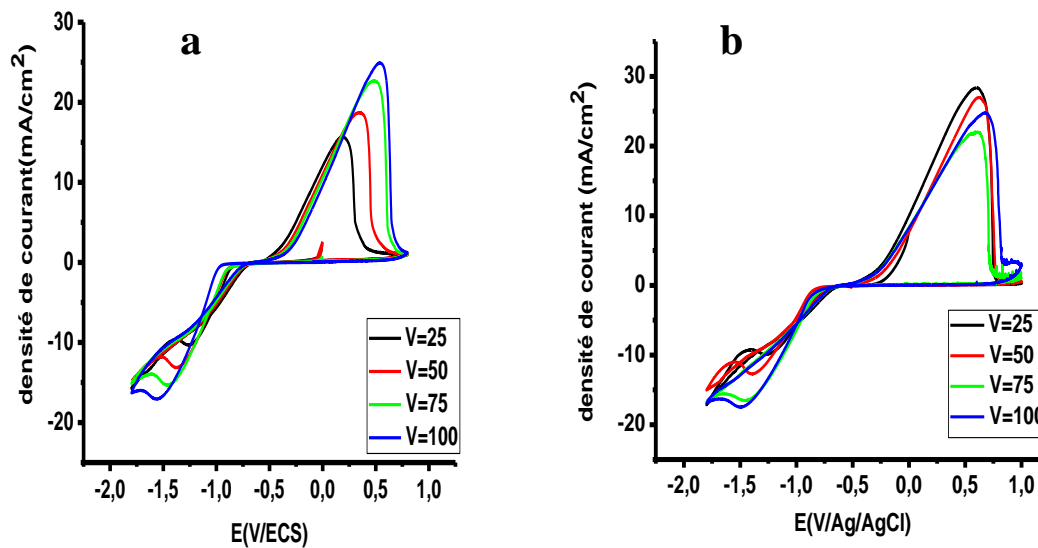 a
densité de courant(mA/cm²)
30
20
10
0
-10
-20
-2,0 -1,5 -1,0 -0,5 0,0 0,5 1,0
E(V/ECS)
V=25
V=50
V=75
V=100
b
densité de courant (mA/cm²)
40
30
20
10
0
-10
-20
-2,0 -1,5 -1,0 -0,5 0,0 0,5 1,0
E(V/Ag/AgCl)
V=25
V=50
V=75
V=100